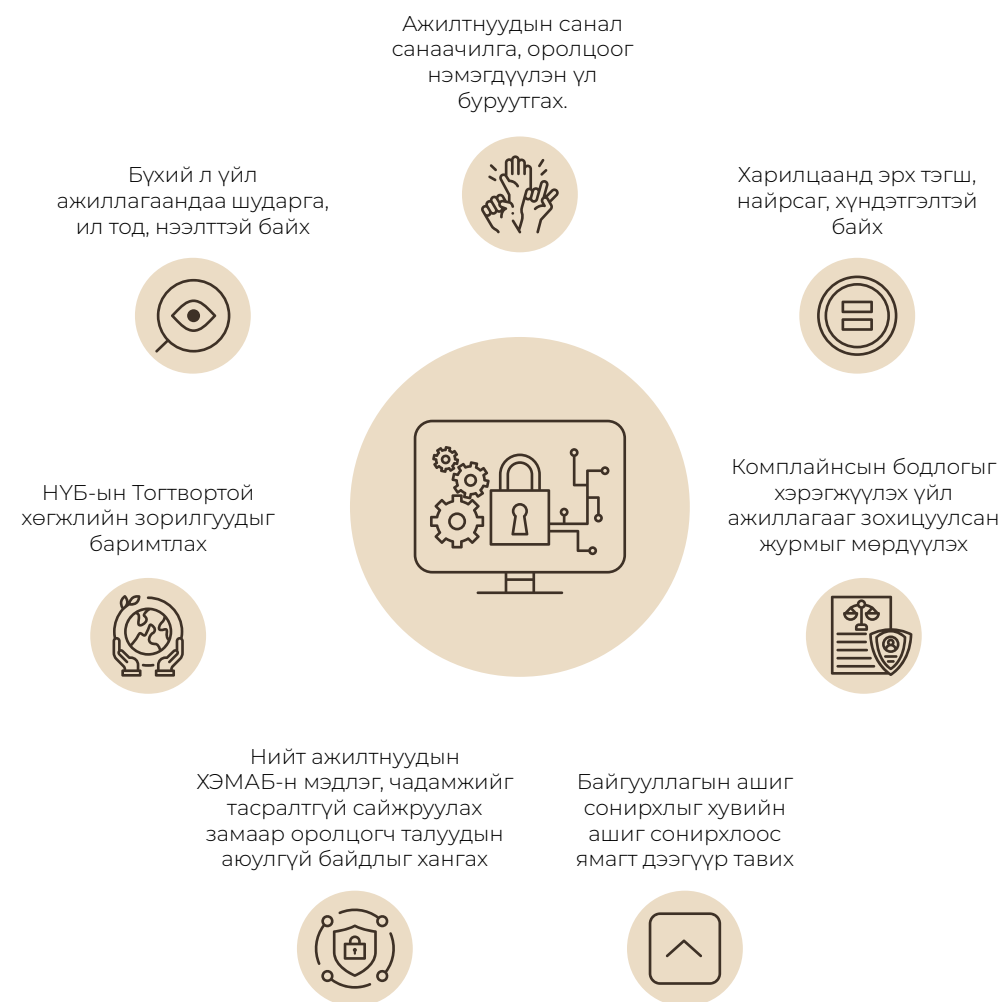 Ажилтнуудын санал
санаачилга, оролцоог
нэмэгдүүлэн үл
буруутгах.
Бүхий л үйл
ажиллагаандаа шударга,
ил тод, нээлттэй байх
Харилцаанд эрх тэгш,
найрсаг, хүндэтгэлтэй
байх
НҮБ-ын Тогтвортой
хөгжлийн зорилгуудыг
баримтлах
Комплайнсын бодлогыг
хэрэгжүүлэх үйл
ажиллагааг зохицуулсан
журмыг мөрдүүлэх
Нийт ажилтнуудын
ХЭМАБ-н мэдлэг, чадамжийг
тасралтгүй сайжруулах
замаар оролцогч талуудын
аюулгүй байдлыг хангах
Байгууллагын ашиг
сонирхлыг хувийн
ашиг сонирхлоос
ямагт дээгүүр тавих